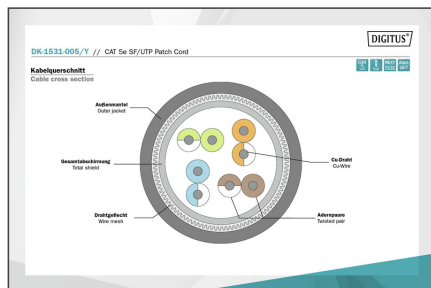 DIGITUS®
DK-1531-005/Y // CAT 5e SF/UTP Patch Cord
Kabelquerschnitt
Cable cross section
Außenmantel
Outer jacket
Gesamtabschirmung
Total shield
Drahtgeflecht
Wire mesh
Cu-Draht
Cu-Wire
Adernpaare
Twisted pair